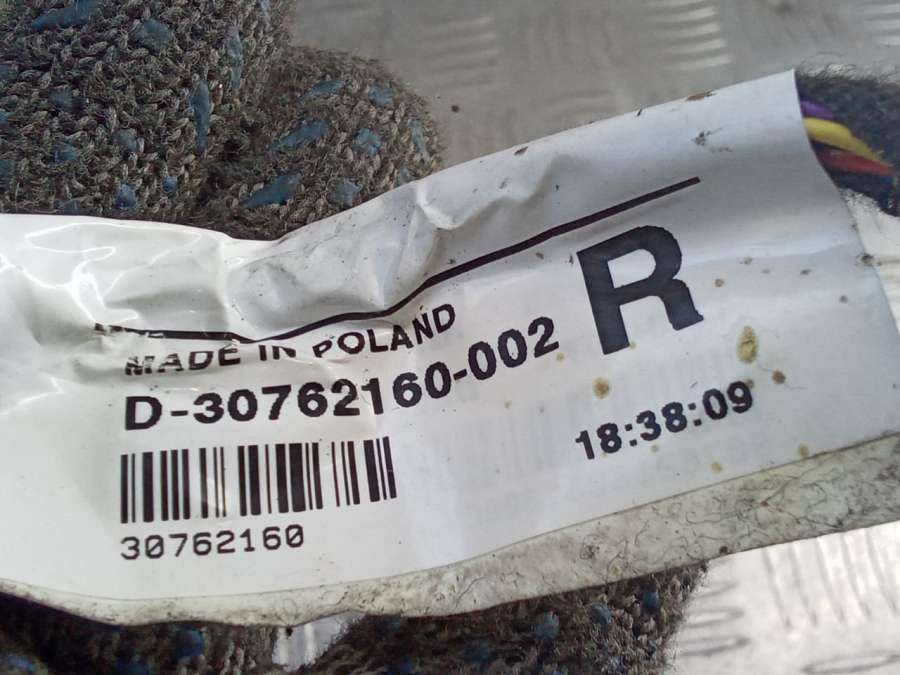 MADE IN POLAND
R
D-30762160-002
18:38:09
30762160